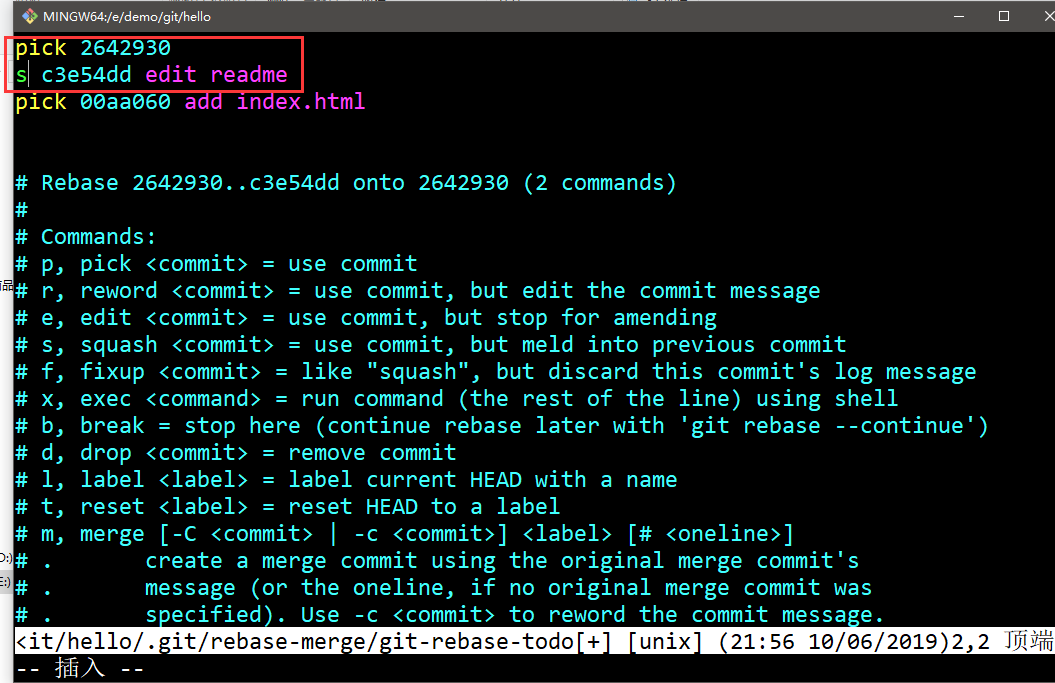 MINGW64:/e/demo/git/hello
pick 2642930
s c3e54dd edit readme
pick 00aa060 add index.html
# Rebase 2642930..c3e54dd onto 2642930 (2 commands)
#
# Commands:
# p, pick <commit> = use commit
# r, reword <commit> = use commit, but edit the commit message
# e, edit <commit> = use commit, but stop for amending
# s, squash <commit> = use commit, but meld into previous commit
# f, fixup <commit> = like "squash", but discard this commit's log message
# x, exec <command> = run command (the rest of the line) using shell
# b, break = stop here (continue rebase later with 'git rebase --continue')
# d, drop <commit> = remove commit
# l, label <label> = label current HEAD with a name
# t, reset <label> = reset HEAD to a label
# m, merge [-C <commit> | -c <commit>] <label> [# <oneline>]
# .       create a merge commit using the original merge commit's
# .       message (or the oneline, if no original merge commit was
# .       specified). Use -c <commit> to reword the commit message.
<it/hello/.git/rebase-merge/git-rebase-todo[+] [unix] (21:56 10/06/2019)2,2 顶端
-- 插入 --